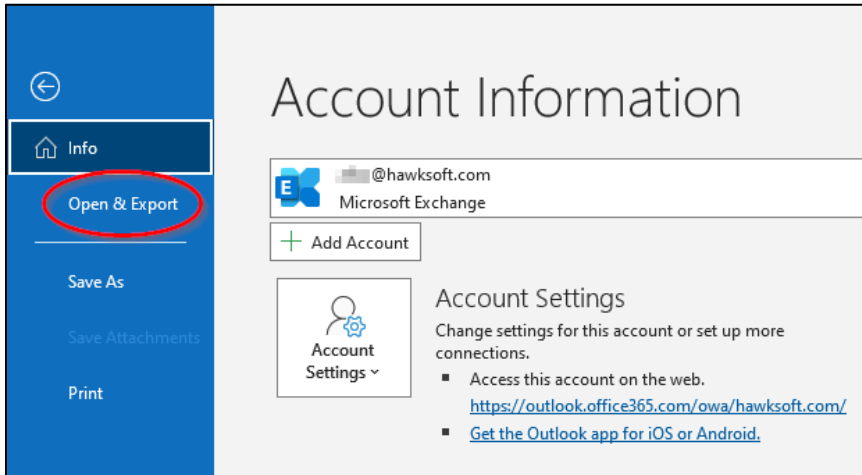 Account Information
Info
@hawksoft.com
Microsoft Exchange
Open & Export
Add Account
Save As
Account Settings
Change settings for this account or set up more
connections.
Save Attachments
Account
Settings
Access this account on the web.
https://outlook.office365.com/owa/hawksoft.com/
Print
Get the Outlook app for iOS or Android.